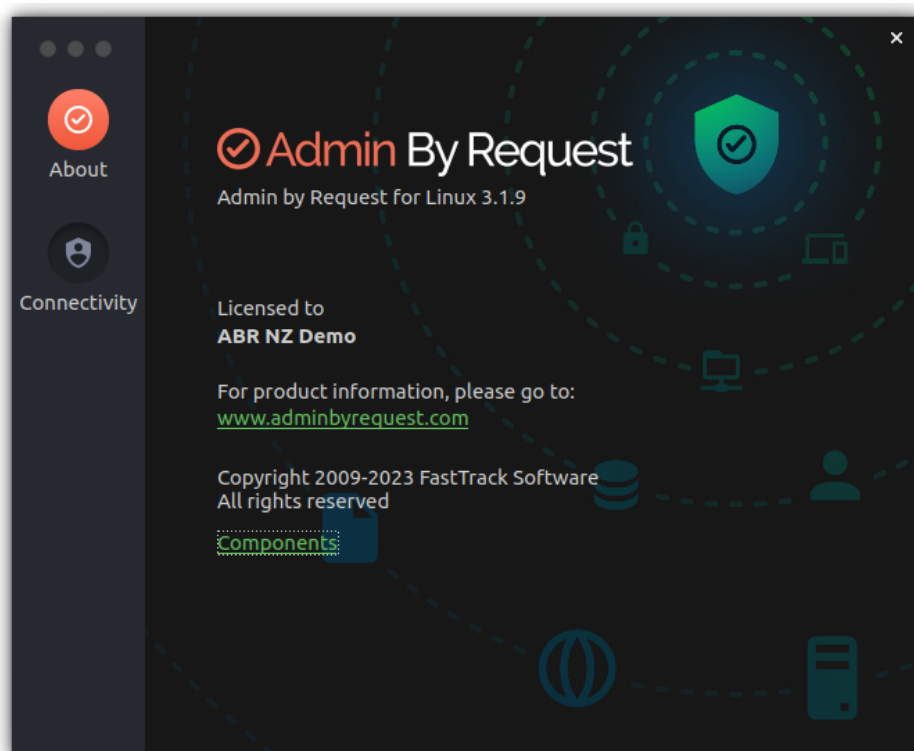 About
Connectivity
Admin By Request
Admin by Request for Linux 3.1.9
Licensed to
ABR NZ Demo
For product information, please go to:
www.adminbyrequest.com
Copyright 2009-2023 FastTrack Software
All rights reserved
Components